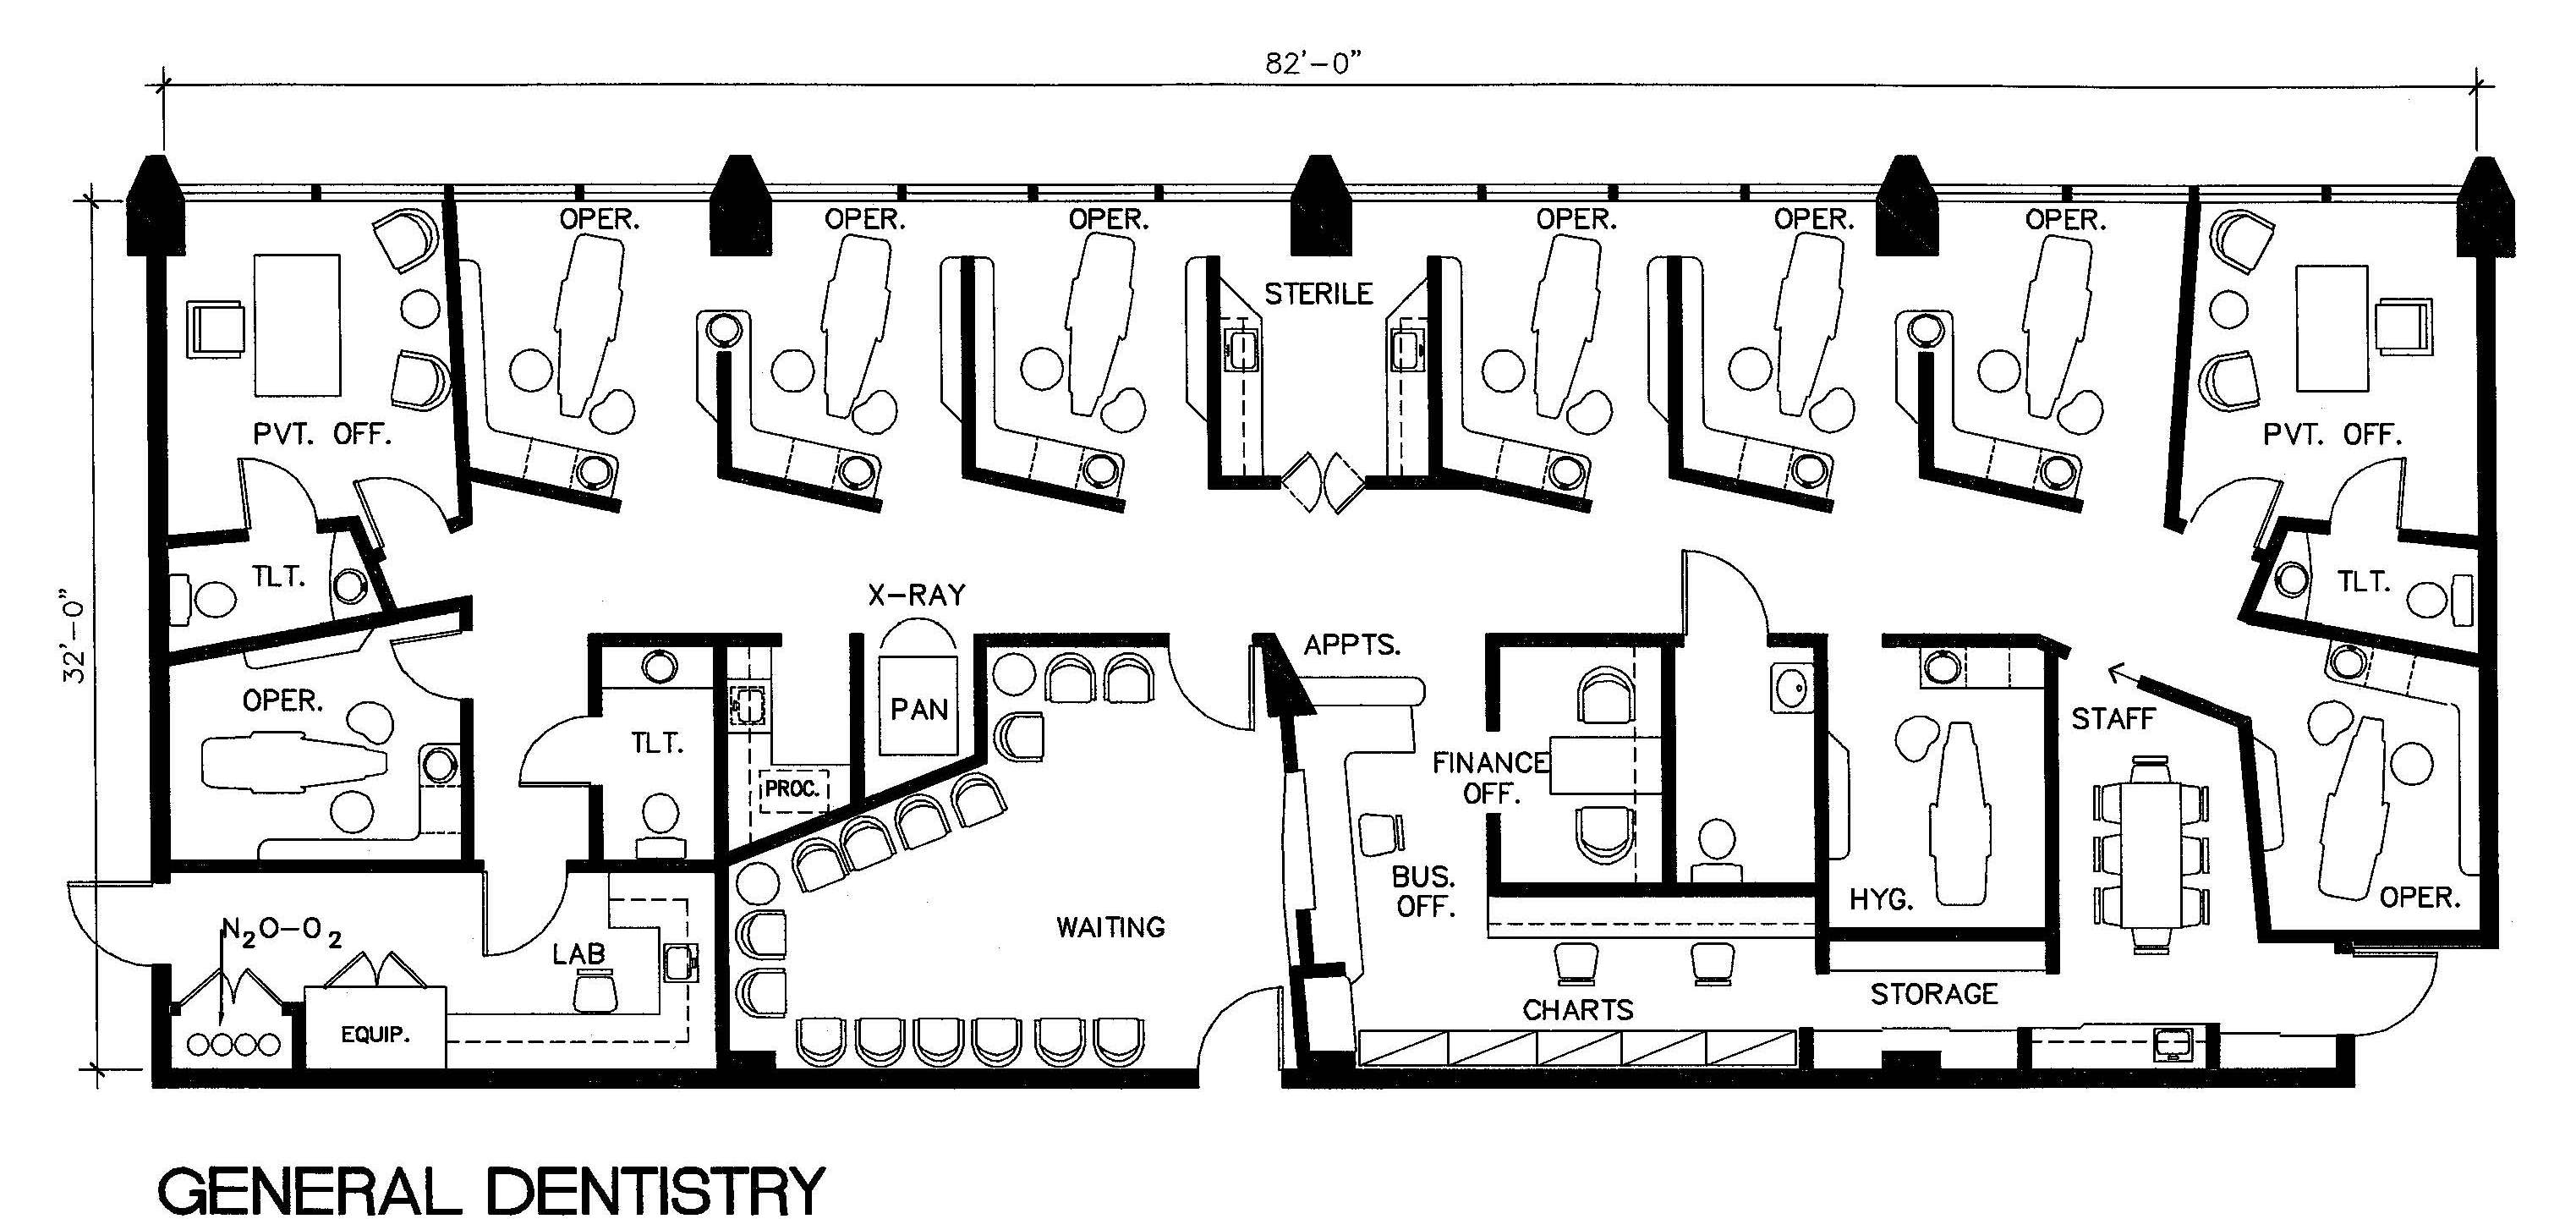 82'-0"
OPER.
OPER.
OPER.
OPER.
OPER.
OPER.
STERILE
PVT. OFF.
PVT. OFF.
TLT.
TLT.
32'-0"
X-RAY
APPTS.
OPER.
PAN
STAFF
TLT.
FINANCE
OFF.
PROC.
BUS.
OFF.
HYG.
OPER.
N₂O-O₂
WAITING
LAB
STORAGE
CHARTS
EQUIP.
GENERAL DENTISTRY